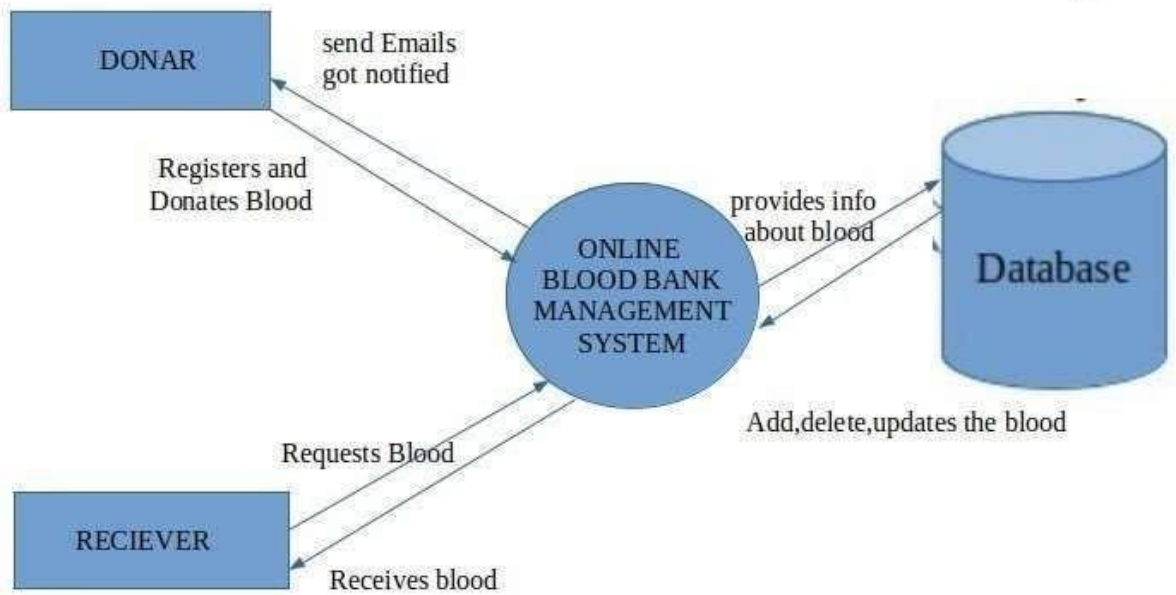 DONAR
send Emails
got notified
Registers and
Donates Blood
provides info
about blood
ONLINE
BLOOD BANK
MANAGEMENT
SYSTEM
Database
Add,delete,updates the blood
Requests Blood
RECIEVER
Receives blood